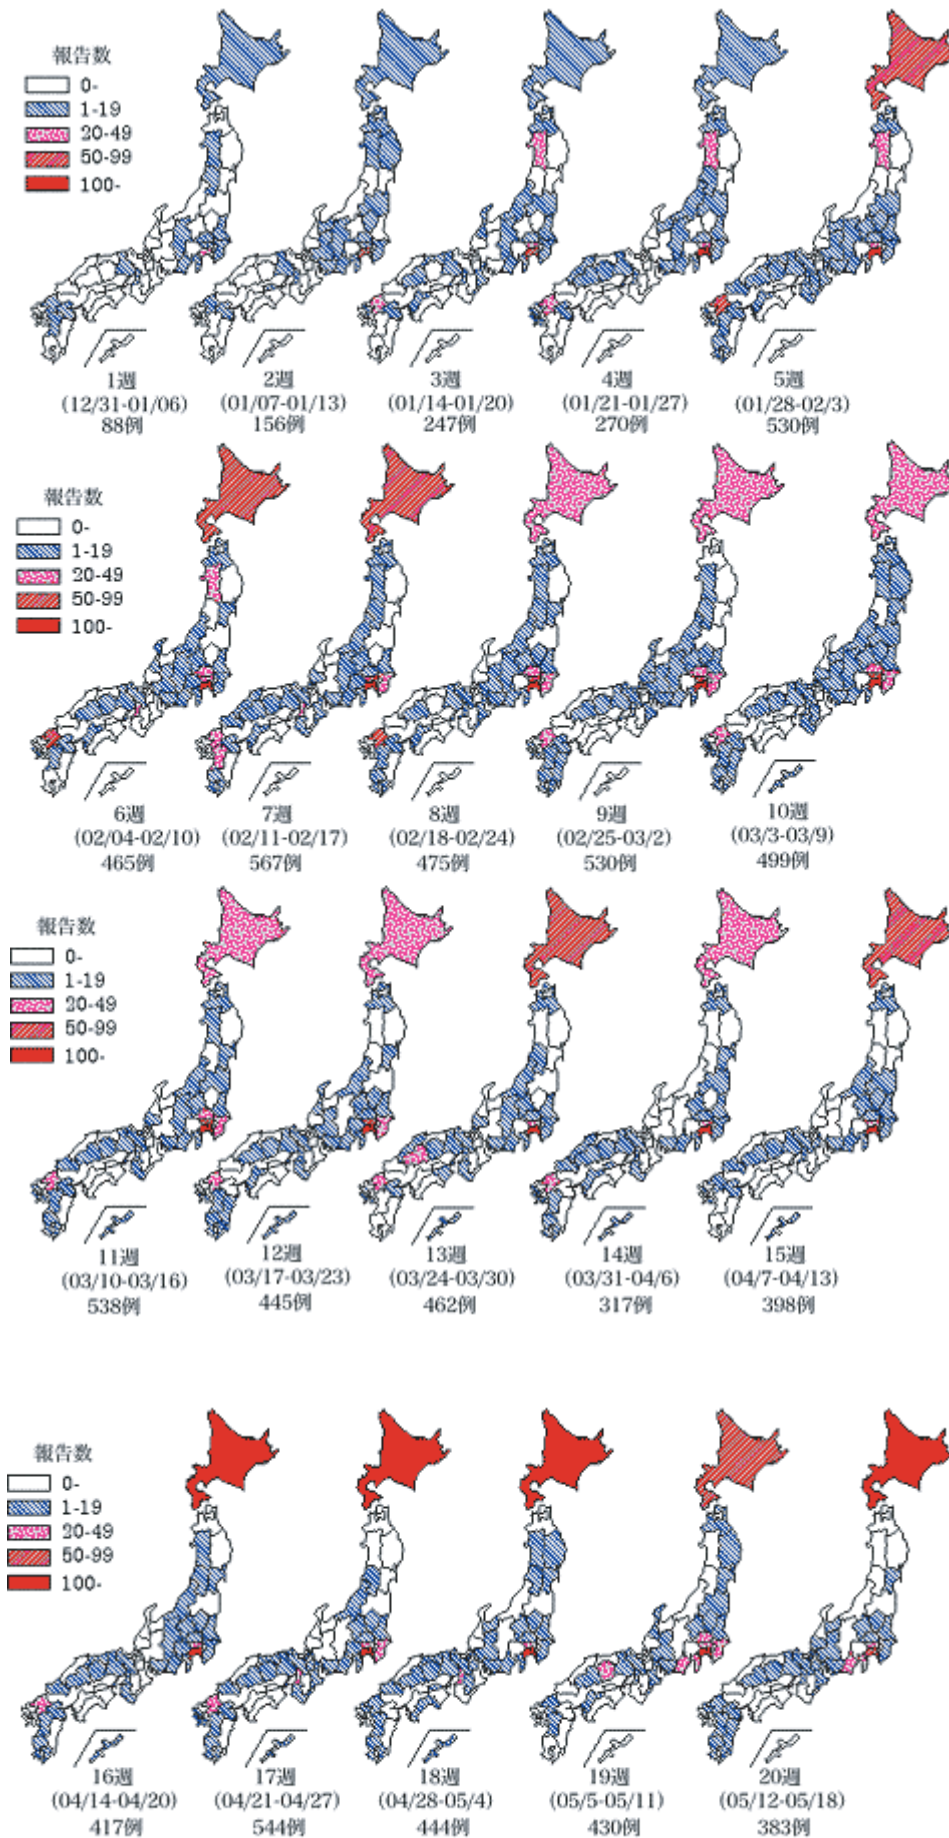 報告数
0-
1-19
20-49
50-99
100-
1週
(12/31-01/06)
88例
2週
(01/07-01/13)
156例
3週
(01/14-01/20)
247例
4週
(01/21-01/27)
270例
5週
(01/28-02/3)
530例
報告数
0-
1-19
20-49
50-99
100-
6週
(02/04-02/10)
465例
7週
(02/11-02/17)
567例
8週
(02/18-02/24)
475例
9週
(02/25-03/2)
530例
10週
(03/3-03/9)
499例
報告数
0-
1-19
20-49
50-99
100-
11週
(03/10-03/16)
538例
12週
(03/17-03/23)
445例
13週
(03/24-03/30)
462例
14週
(03/31-04/6)
317例
15週
(04/7-04/13)
398例
報告数
0-
1-19
20-49
50-99
100-
16週
(04/14-04/20)
417例
17週
(04/21-04/27)
544例
18週
(04/28-05/4)
444例
19週
(05/5-05/11)
430例
20週
(05/12-05/18)
383例